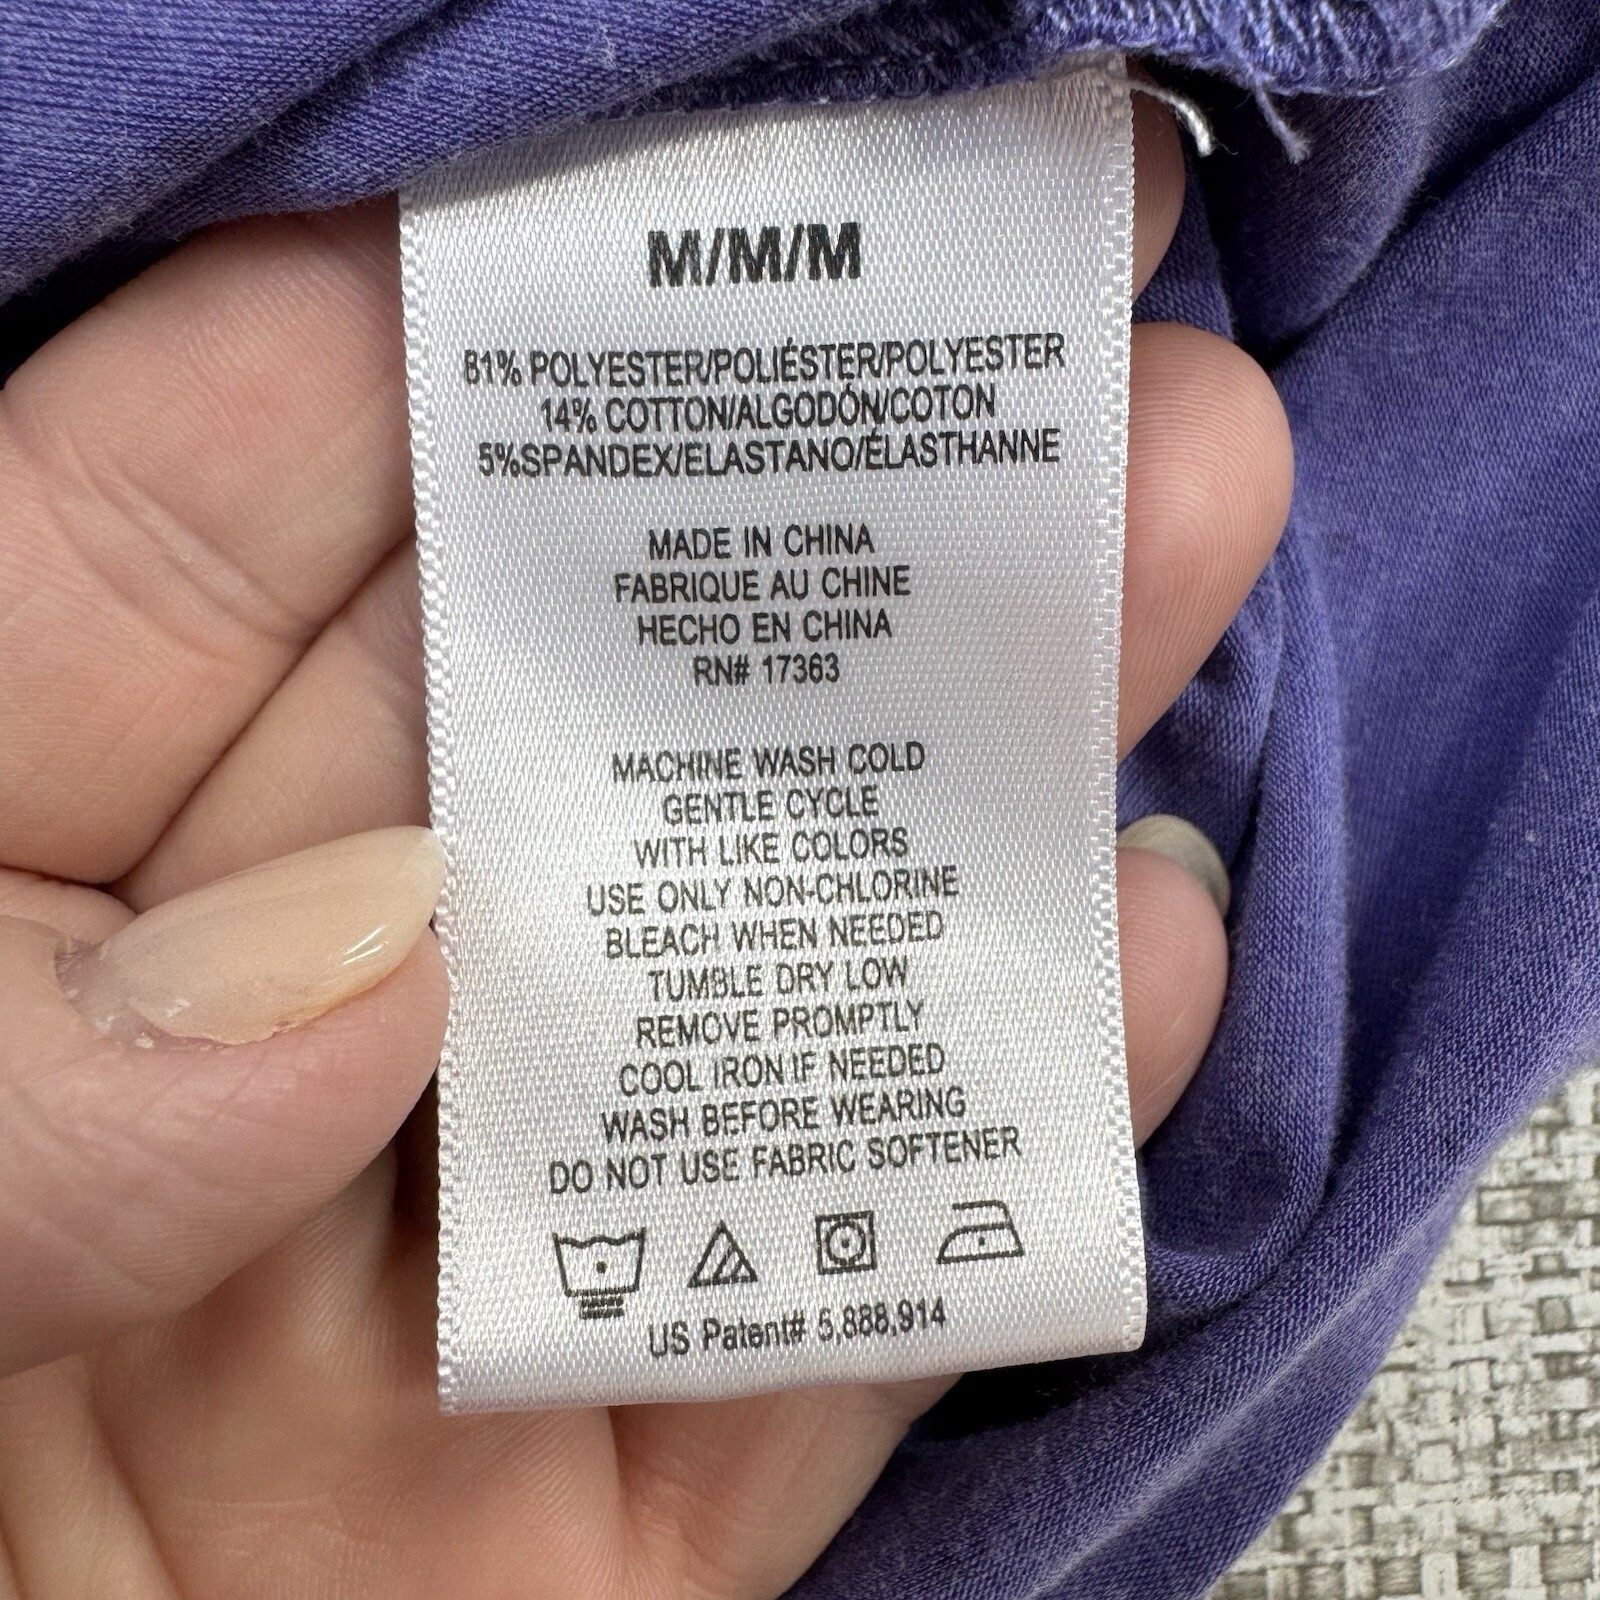 M/M/M
81% POLYESTER/POLIÉSTER/POLYESTER
14% COTTON/ALGODÓN/COTON
5%SPANDEX/ELASTANO/ÉLASTHANNE
MADE IN CHINA
FABRIQUE AU CHINE
HECHO EN CHINA
RN# 17363
MACHINE WASH COLD
GENTLE CYCLE
WITH LIKE COLORS
USE ONLY NON-CHLORINE
BLEACH WHEN NEEDED
TUMBLE DRY LOW
REMOVE PROMPTLY
COOL IRON IF NEEDED
WASH BEFORE WEARING
DO NOT USE FABRIC SOFTENER
US Patent# 5,888,914